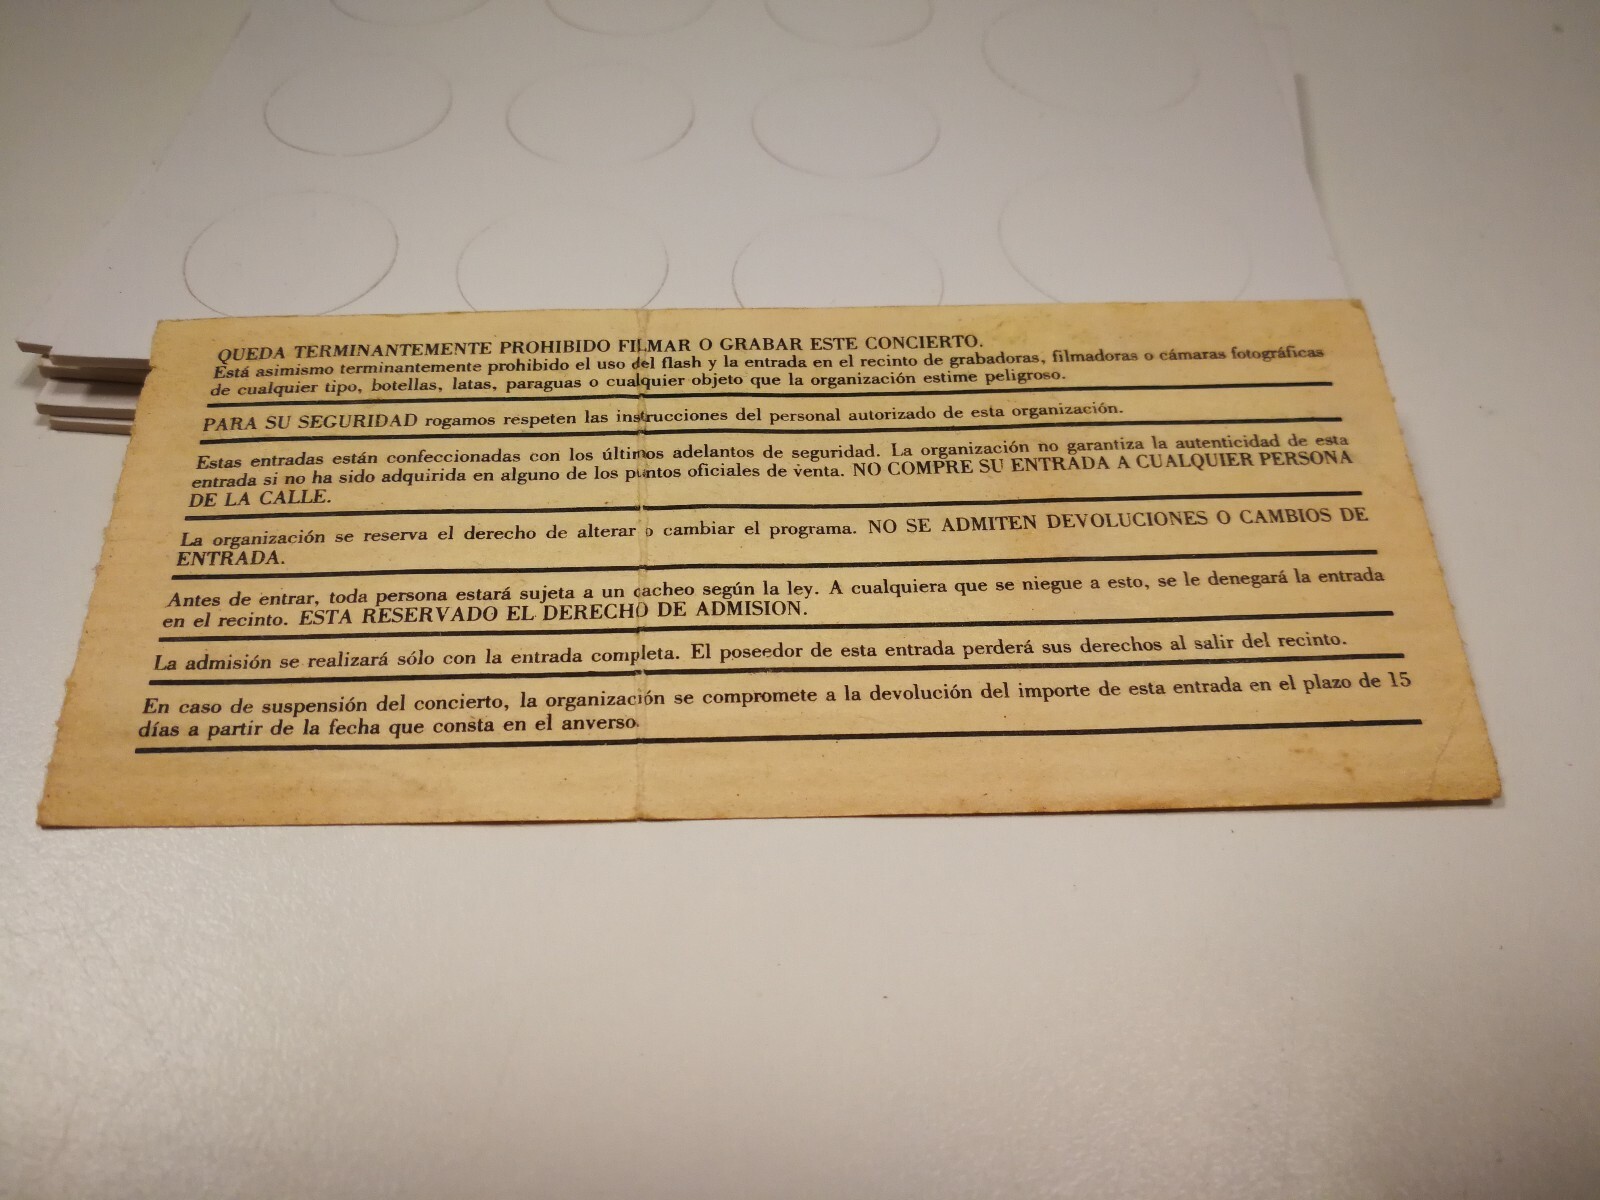 QUEDA TERMINANTEMENTE PROHIBIDO FILMAR O GRABAR ESTE CONCIERTO.
Está asimismo terminantemente prohibido el uso del flash y la entrada en el recinto de grabadoras, filmadoras o cámaras fotográficas
de cualquier tipo, botellas, latas, paraguas o cualquier objeto que la organización estime peligroso.
PARA SU SEGURIDAD rogamos respeten las instrucciones del personal autorizado de esta organización.
Estas entradas están confeccionadas con los últimos adelantos de seguridad. La organización no garantiza la autenticidad de esta
entrada si no ha sido adquirida en alguno de los puntos oficiales de venta. NO COMPRE SU ENTRADA A CUALQUIER PERSONA
DE LA CALLE.
La organización se reserva el derecho de alterar o cambiar el programa. NO SE ADMITEN DEVOLUCIONES O CAMBIOS DE
ENTRADA.
Antes de entrar, toda persona estará sujeta a un cacheo según la ley. A cualquiera que se niegue a esto, se le denegará la entrada
en el recinto. ESTA RESERVADO EL DERECHO DE ADMISION.
La admisión se realizará sólo con la entrada completa. El poseedor de esta entrada perderá sus derechos al salir del recinto.
En caso de suspensión del concierto, la organización se compromete a la devolución del importe de esta entrada en el plazo de 15
días a partir de la fecha que consta en el anverso.